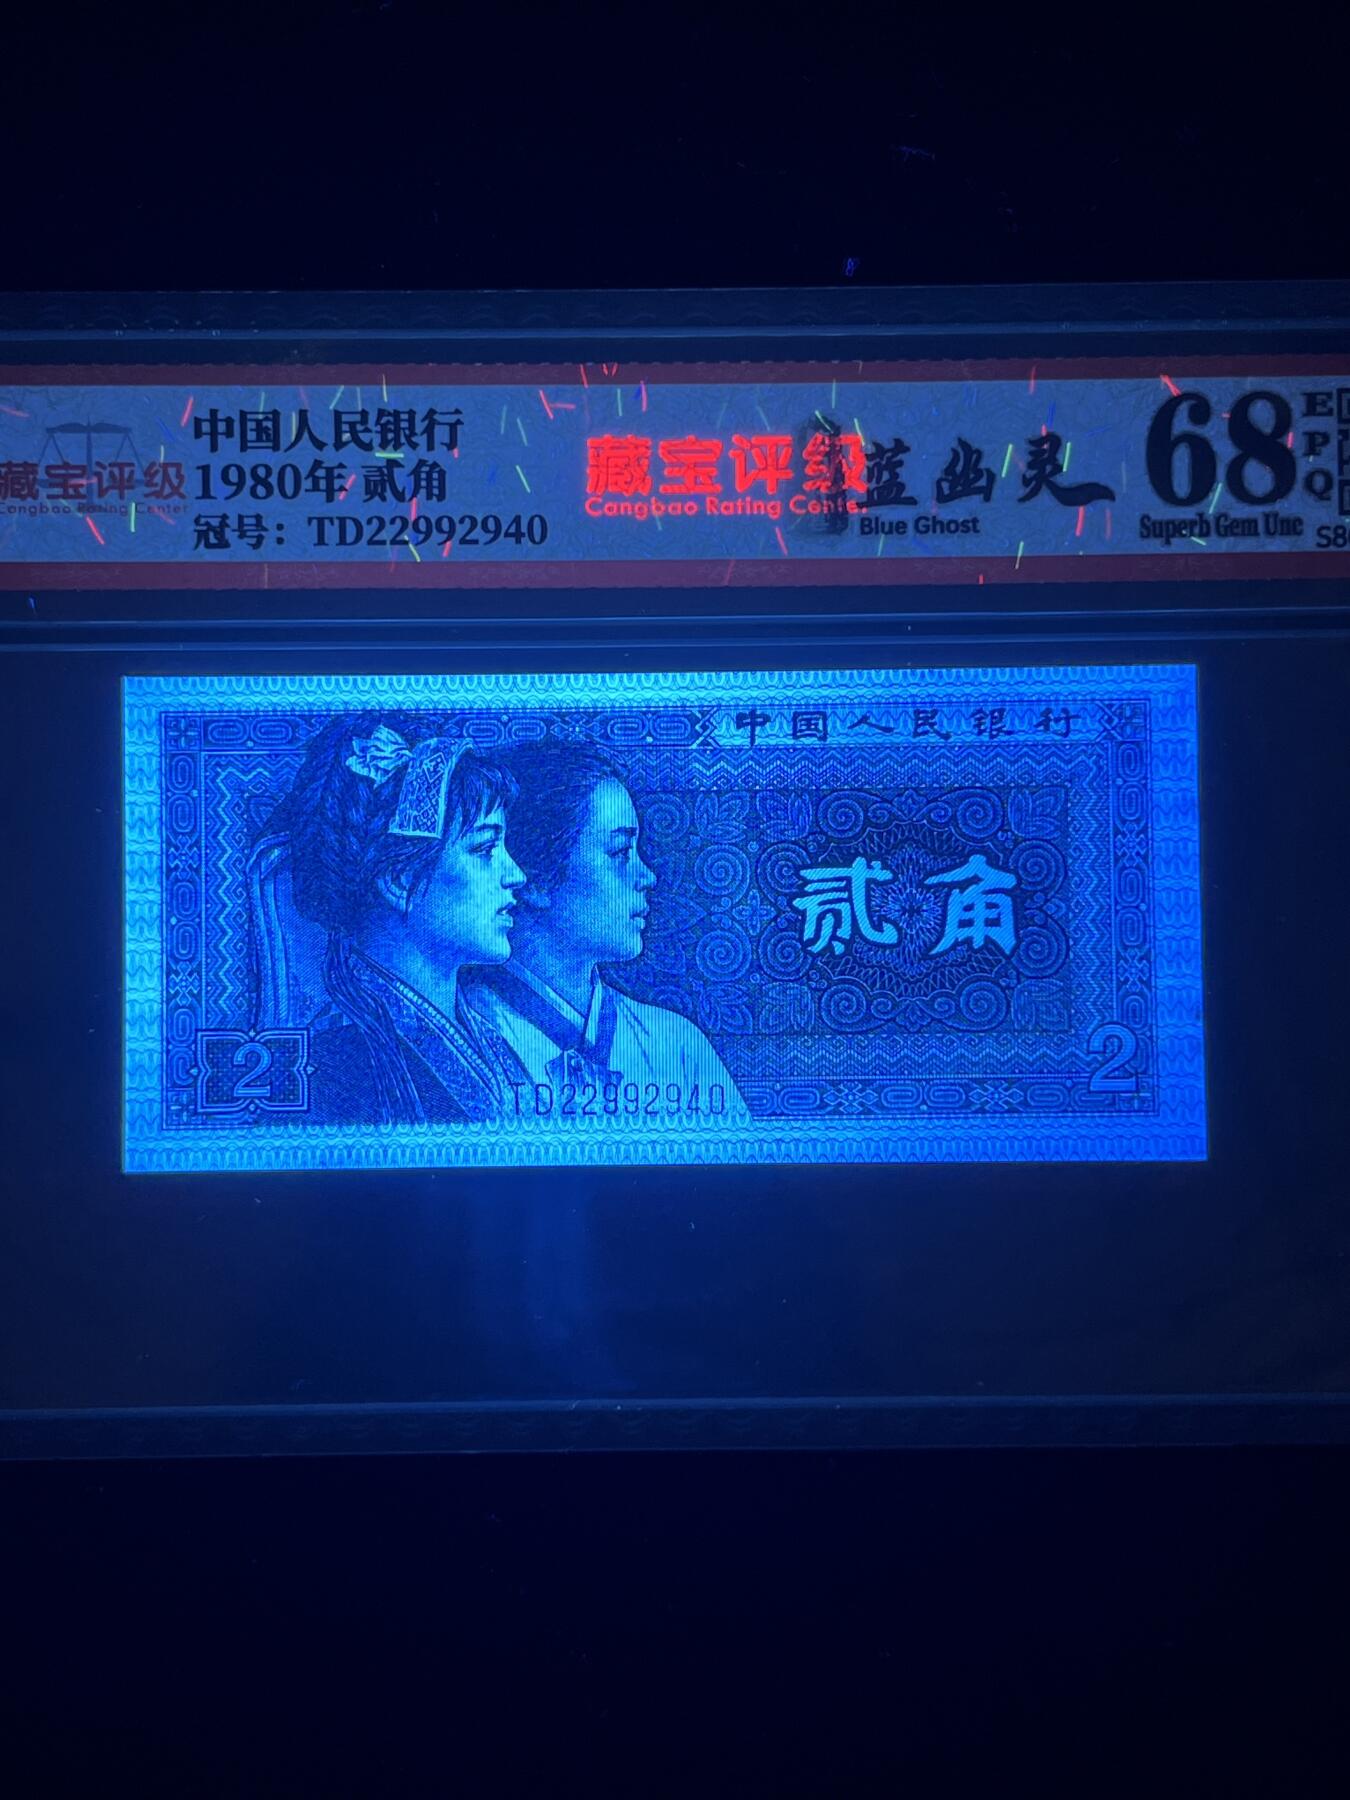 藏宝评级
Cangbao Rating Center
中国人民银行
1980年 贰角
冠号：TD22992940
藏宝评级
Cangbao Rating Center
蓝幽灵
Blue Ghost
68
EPQ
Superb Gem Unc
中国人民银行
贰角
2
2
TD22992940